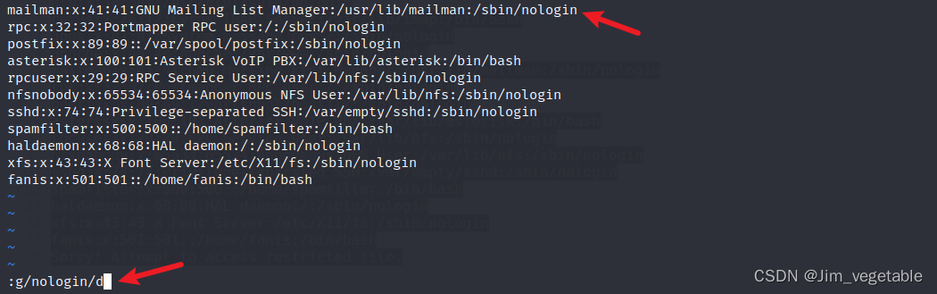 mailman:x:41:41:GNU Mailing List Manager:/usr/lib/mailman:/sbin/nologin
rpc:x:32:32:Portmapper RPC user:/:/sbin/nologin
postfix:x:89:89::/var/spool/postfix:/sbin/nologin
asterisk:x:100:101:Asterisk VoIP PBX:/var/lib/asterisk:/bin/bash
rpcuser:x:29:29:RPC Service User:/var/lib/nfs:/sbin/nologin
nfsnobody:x:65534:65534:Anonymous NFS User:/var/lib/nfs:/sbin/nologin
sshd:x:74:74:Privilege-separated SSH:/var/empty/sshd:/sbin/nologin
spamfilter:x:500:500::/home/spamfilter:/bin/bash
haldaemon:x:68:68:HAL daemon:/:/sbin/nologin
xfs:x:43:43:X Font Server:/etc/X11/fs:/sbin/nologin
fanis:x:501:501::/home/fanis:/bin/bash
~
~
~
~
~
:g/nologin/d
CSDN @Jim_vegetable